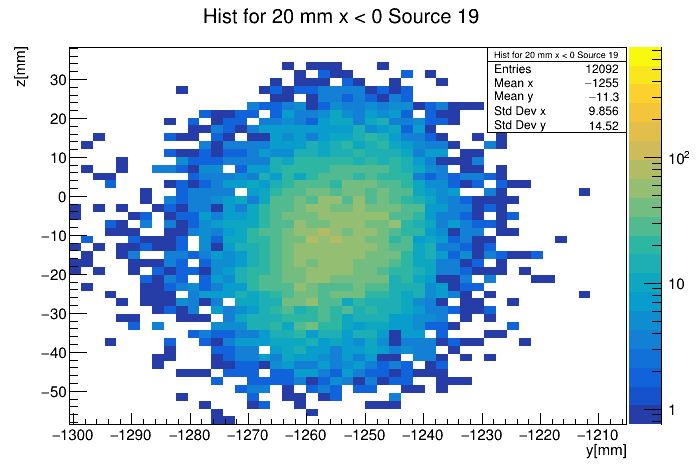 Hist for 20 mm x < 0 Source 19
z[mm]
Hist for 20 mm x < 0 Source 19
Entries 12092
Mean x −1255
Mean y −11.3
Std Dev x 9.856
Std Dev y 14.52
30
20
10
0
−10
−20
−30
−40
−50
10²
10
1
−1300 −1290 −1280 −1270 −1260 −1250 −1240 −1230 −1220 −1210
y[mm]